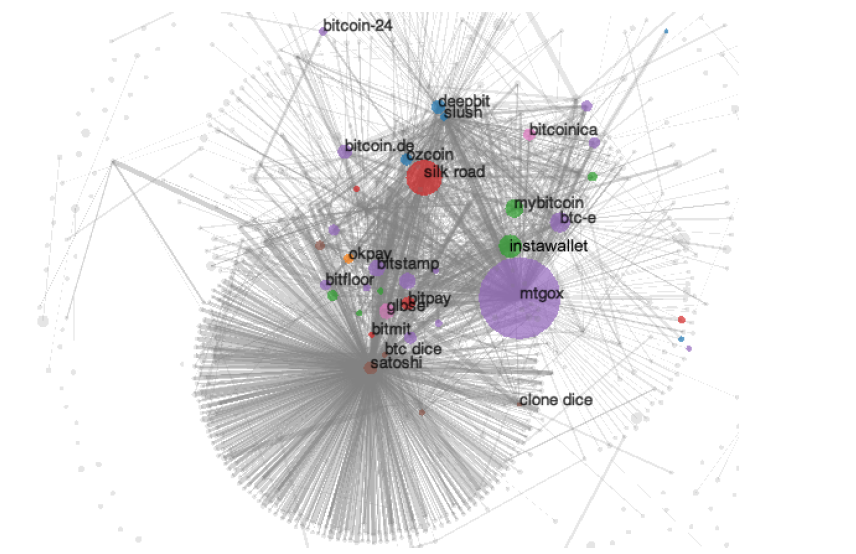 bitcoin-24
deepbit
slush
bitcoinica
bitcoin.de
ozcoin
silk road
mybitcoin
btc-e
instawallet
okpay
bitstamp
bitfloor
mtgox
bitpay
glbse
bitmit
btc dice
satoshi
clone dice